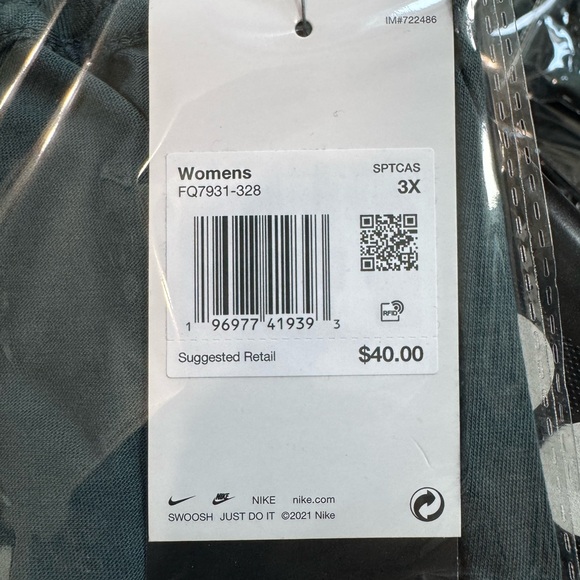 IM#722486
Womens SPTCAS
FQ7931-328 3X
RFID
1 96977 41939 3
Suggested Retail $40.00
NIKE NIKE nike.com
SWOOSH JUST DO IT ©2021 Nike